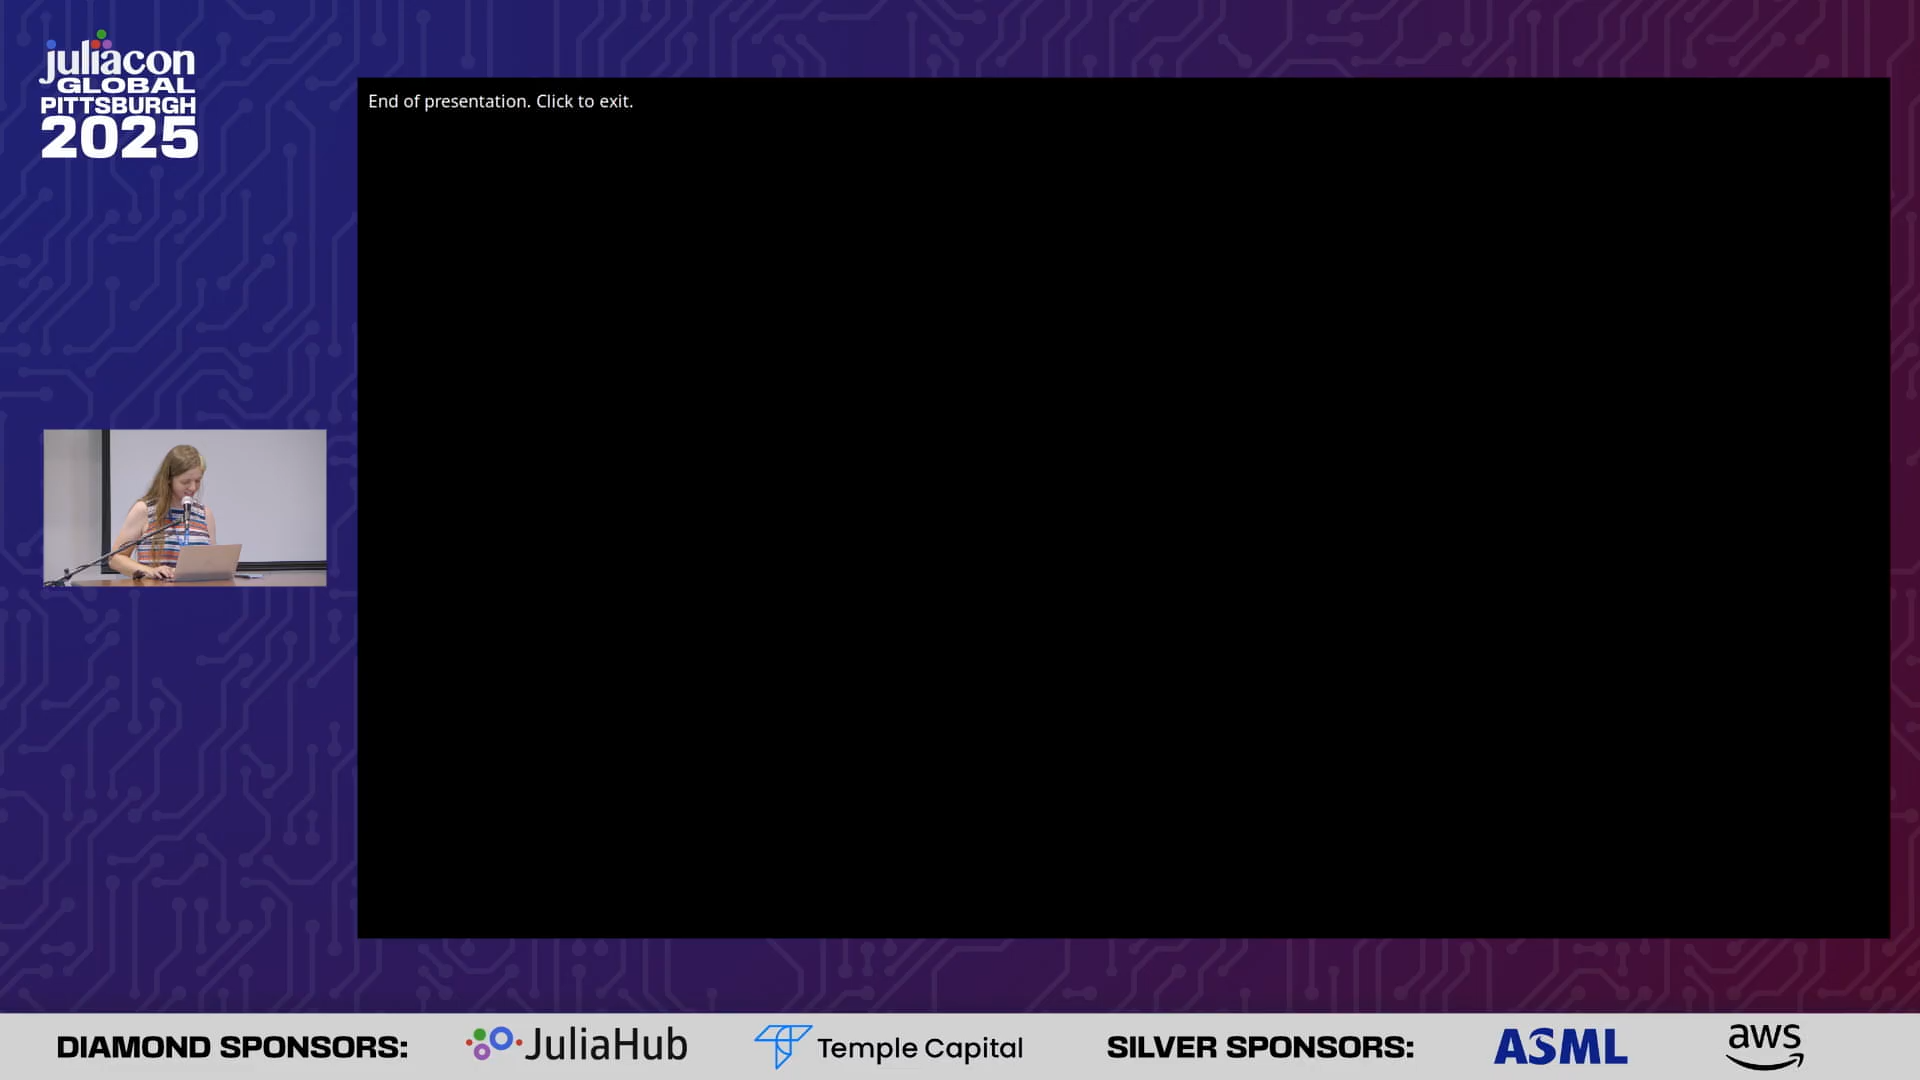 juliacon
GLOBAL
PITTSBURGH
2025
End of presentation. Click to exit.
DIAMOND SPONSORS: JuliaHub Temple Capital SILVER SPONSORS: ASML aws